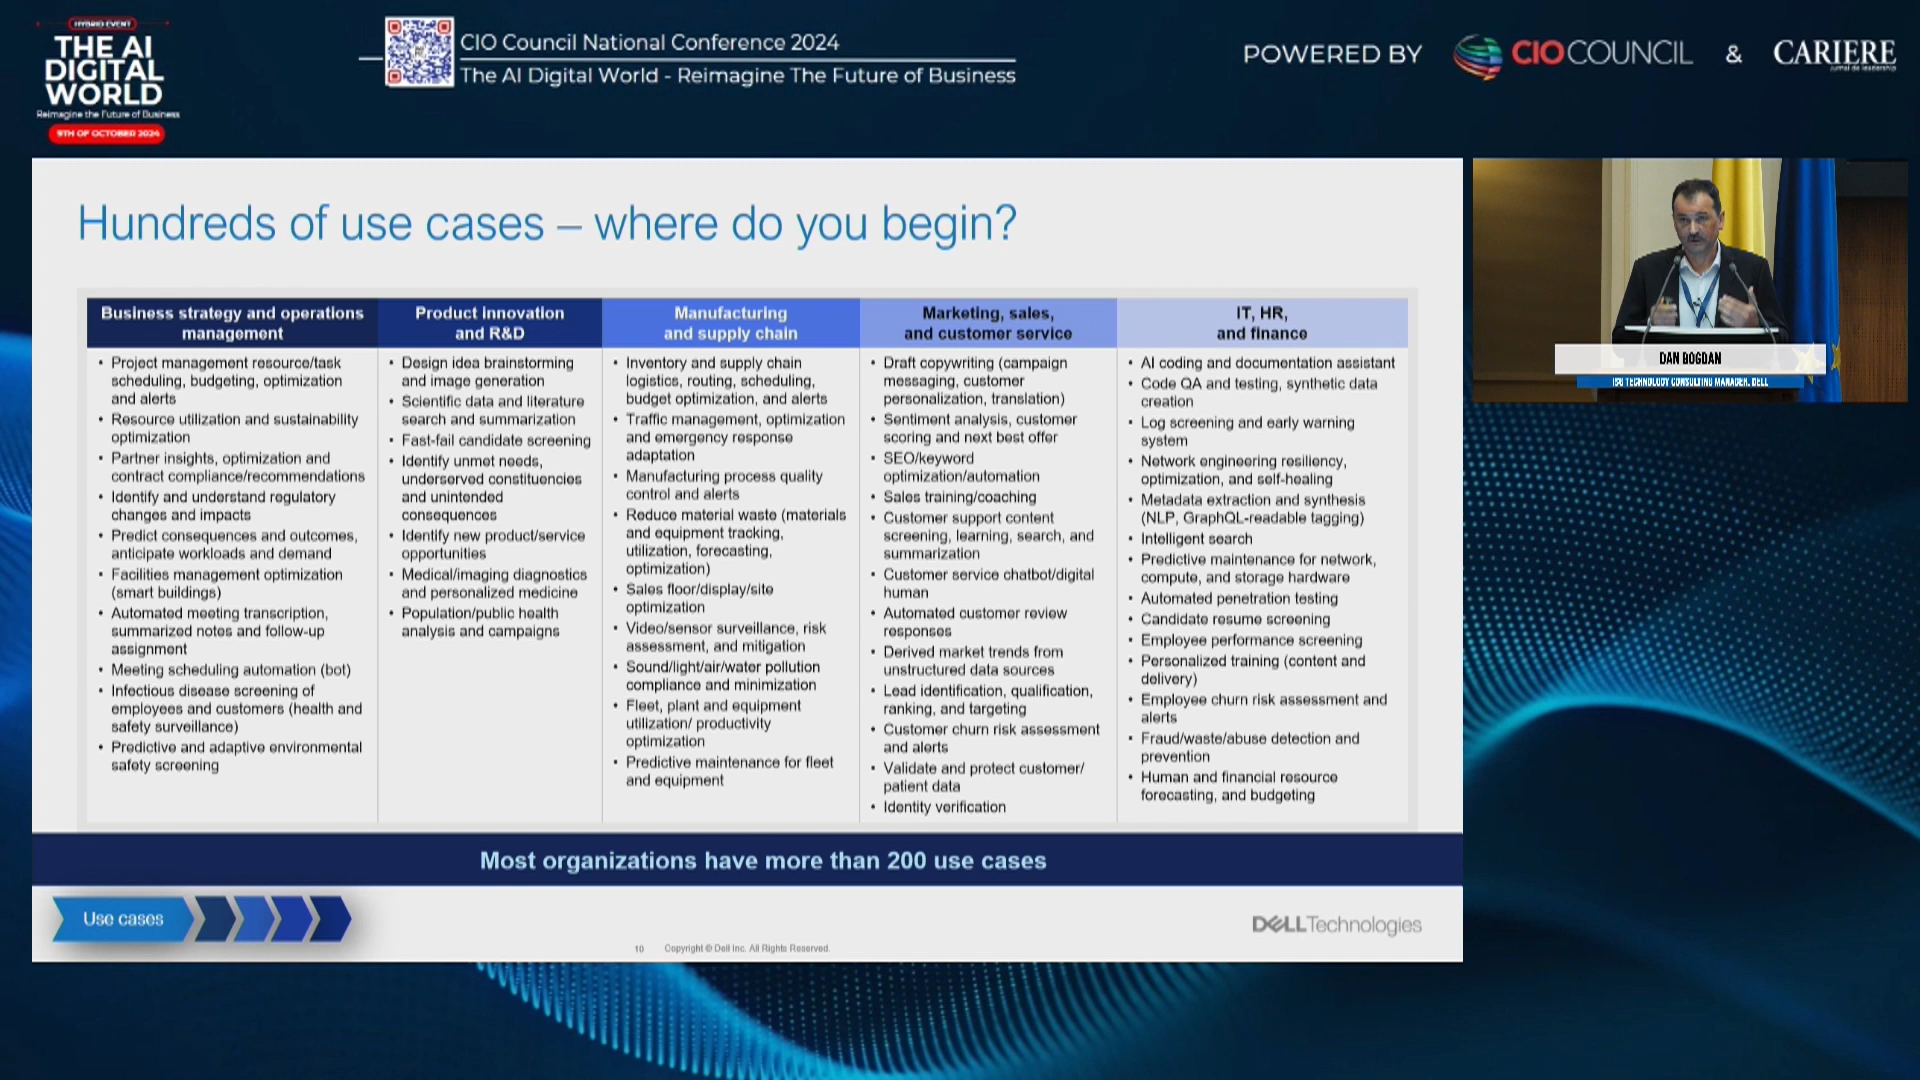 HYBRID EVENT
THE AI
DIGITAL
WORLD
Reimagine the Future of Business
9TH OF OCTOBER 2024
CIO Council National Conference 2024
The AI Digital World - Reimagine The Future of Business
POWERED BY
CIOCOUNCIL
&
CARIERE
jurnal de leadership
Hundreds of use cases – where do you begin?
Business strategy and operations
management
• Project management resource/task
scheduling, budgeting, optimization
and alerts
• Resource utilization and sustainability
optimization
• Partner insights, optimization and
contract compliance/recommendations
• Identify and understand regulatory
changes and impacts
• Predict consequences and outcomes,
anticipate workloads and demand
• Facilities management optimization
(smart buildings)
• Automated meeting transcription,
summarized notes and follow-up
assignment
• Meeting scheduling automation (bot)
• Infectious disease screening of
employees and customers (health and
safety surveillance)
• Predictive and adaptive environmental
safety screening
Product innovation
and R&D
• Design idea brainstorming
and image generation
• Scientific data and literature
search and summarization
• Fast-fail candidate screening
• Identify unmet needs,
underserved constituencies
and unintended
consequences
• Identify new product/service
opportunities
• Medical/imaging diagnostics
and personalized medicine
• Population/public health
analysis and campaigns
Manufacturing
and supply chain
• Inventory and supply chain
logistics, routing, scheduling,
budget optimization, and alerts
• Traffic management, optimization
and emergency response
adaptation
• Manufacturing process quality
control and alerts
• Reduce material waste (materials
and equipment tracking,
utilization, forecasting,
optimization)
• Sales floor/display/site
optimization
• Video/sensor surveillance, risk
assessment, and mitigation
• Sound/light/air/water pollution
compliance and minimization
• Fleet, plant and equipment
utilization/ productivity
optimization
• Predictive maintenance for fleet
and equipment
Marketing, sales,
and customer service
• Draft copywriting (campaign
messaging, customer
personalization, translation)
• Sentiment analysis, customer
scoring and next best offer
• SEO/keyword
optimization/automation
• Sales training/coaching
• Customer support content
screening, learning, search, and
summarization
• Customer service chatbot/digital
human
• Automated customer review
responses
• Derived market trends from
unstructured data sources
• Lead identification, qualification,
ranking, and targeting
• Customer churn risk assessment
and alerts
• Validate and protect customer/
patient data
• Identity verification
IT, HR,
and finance
• AI coding and documentation assistant
• Code QA and testing, synthetic data
creation
• Log screening and early warning
system
• Network engineering resiliency,
optimization, and self-healing
• Metadata extraction and synthesis
(NLP, GraphQL-readable tagging)
• Intelligent search
• Predictive maintenance for network,
compute, and storage hardware
• Automated penetration testing
• Candidate resume screening
• Employee performance screening
• Personalized training (content and
delivery)
• Employee churn risk assessment and
alerts
• Fraud/waste/abuse detection and
prevention
• Human and financial resource
forecasting, and budgeting
Most organizations have more than 200 use cases
Use cases
10 Copyright © Dell Inc. All Rights Reserved.
DELLTechnologies
DAN BOGDAN
ISG TECHNOLOGY CONSULTING MANAGER, DELL